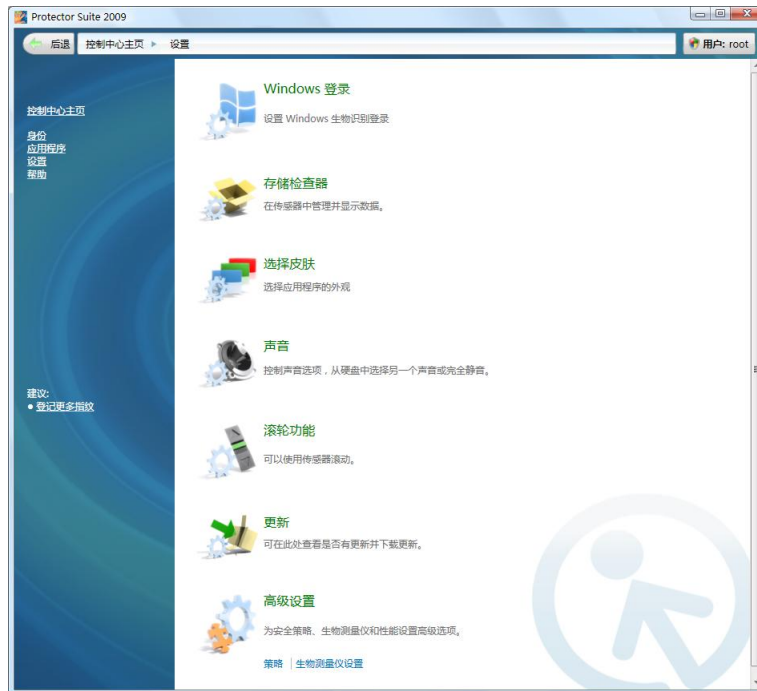 Protector Suite 2009
后退
控制中心主页 ▶ 设置
用户: root
控制中心主页
身份
应用程序
设置
帮助
建议:
• 登记更多指纹
Windows 登录
设置 Windows 生物识别登录
存储检查器
在传感器中管理并显示数据。
选择皮肤
选择应用程序的外观
声音
控制声音选项，从硬盘中选择另一个声音或完全静音。
滚轮功能
可以使用传感器滚动。
更新
可在此处查看是否有更新并下载更新。
高级设置
为安全策略、生物测量仪和性能设置高级选项。
策略 | 生物测量仪设置